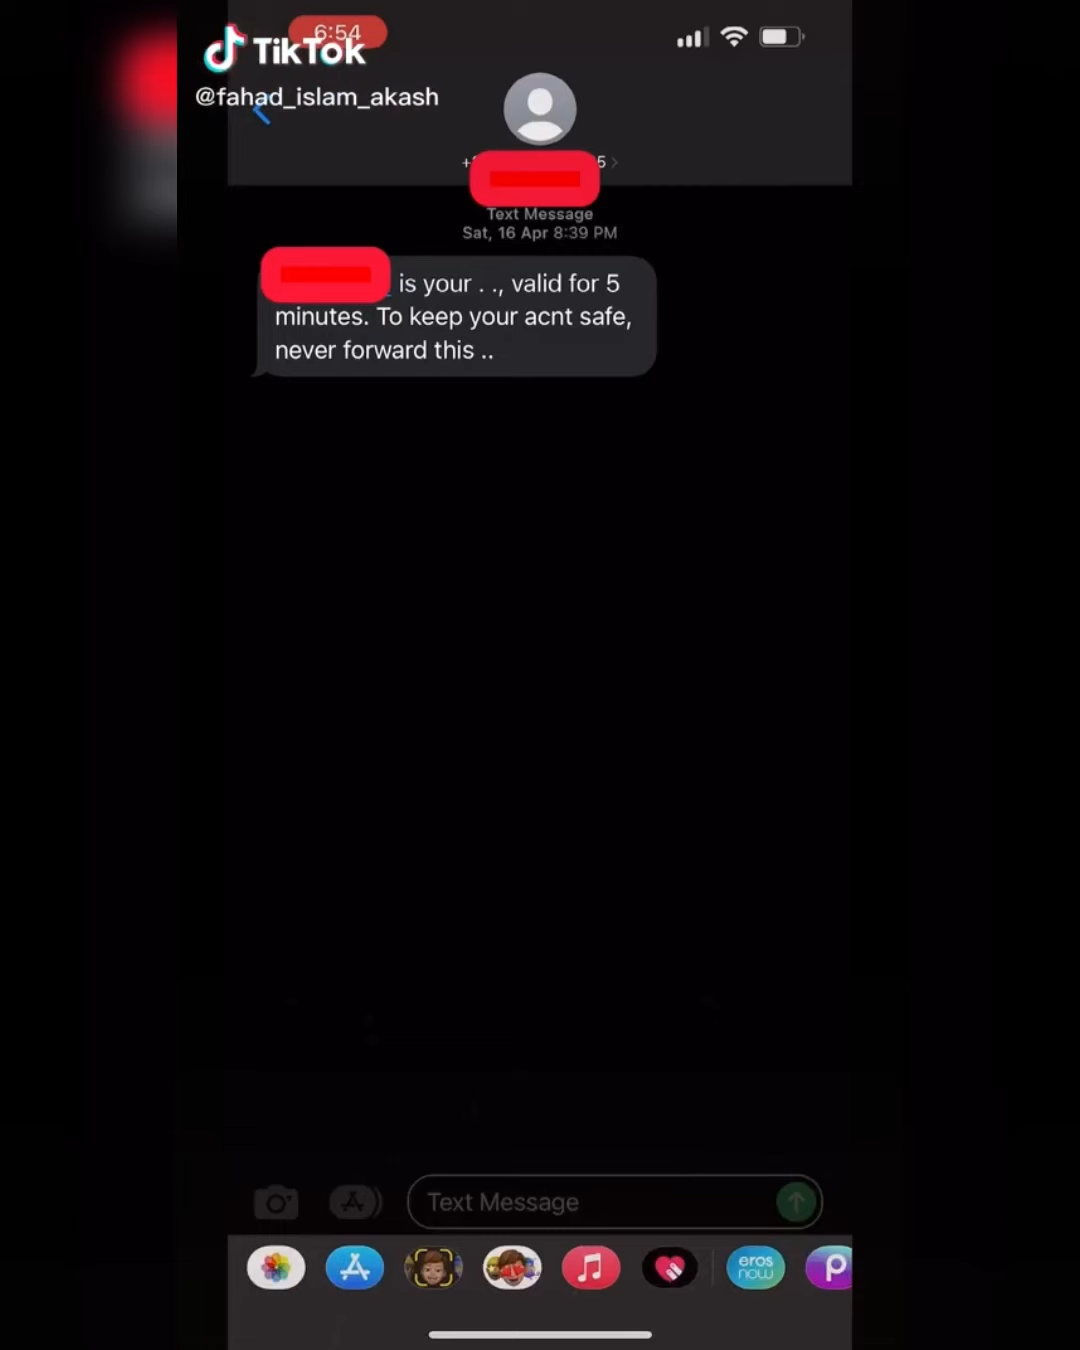 6:54
TikTok
@fahad_islam_akash
Text Message
Sat, 16 Apr 8:39 PM
is your . ., valid for 5
minutes. To keep your acnt safe,
never forward this ..
Text Message
eros
now